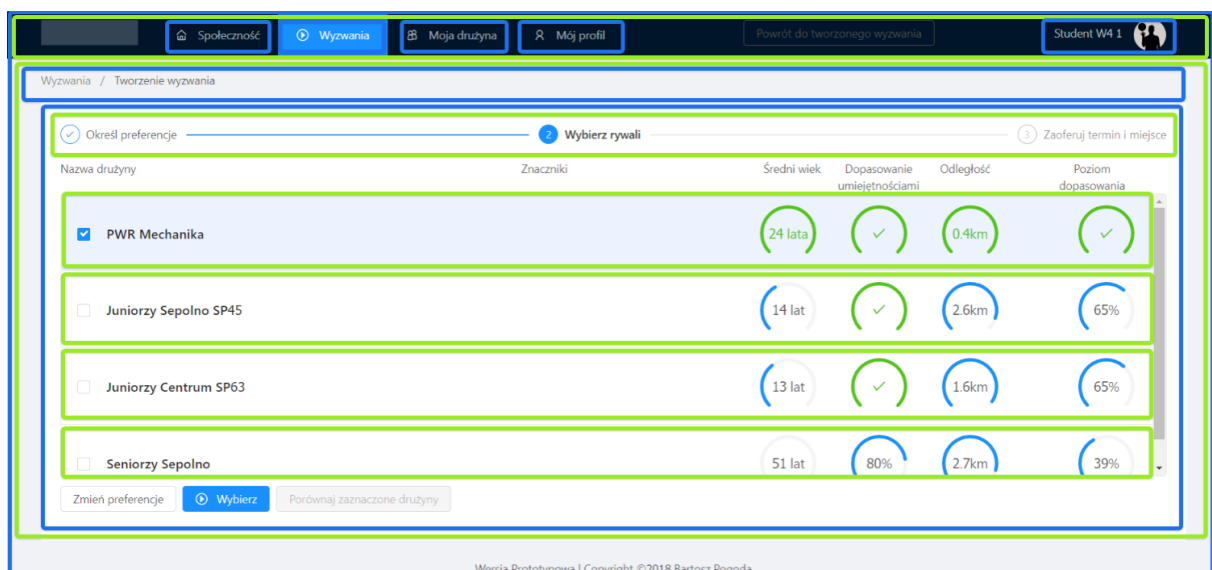 Społeczność Wyzwania Moja drużyna Mój profil Powrót do tworzonego wyzwania Student W4 1
Wyzwania / Tworzenie wyzwania
Określ preferencje 2 Wybierz rywali 3 Zaoferuj termin i miejsce
Nazwa drużyny Znaczniki Średni wiek Dopasowanie umiejętnościami Odległość Poziom dopasowania
PWR Mechanika 24 lata 0.4km
Juniorzy Sepolno SP45 14 lat 2.6km 65%
Juniorzy Centrum SP63 13 lat 1.6km 65%
Seniorzy Sepolno 51 lat 80% 2.7km 39%
Zmień preferencje Wybierz Porównaj zaznaczone drużyny
Wersja Prototypowa | Copyright ©2018 Bartosz Pogoda